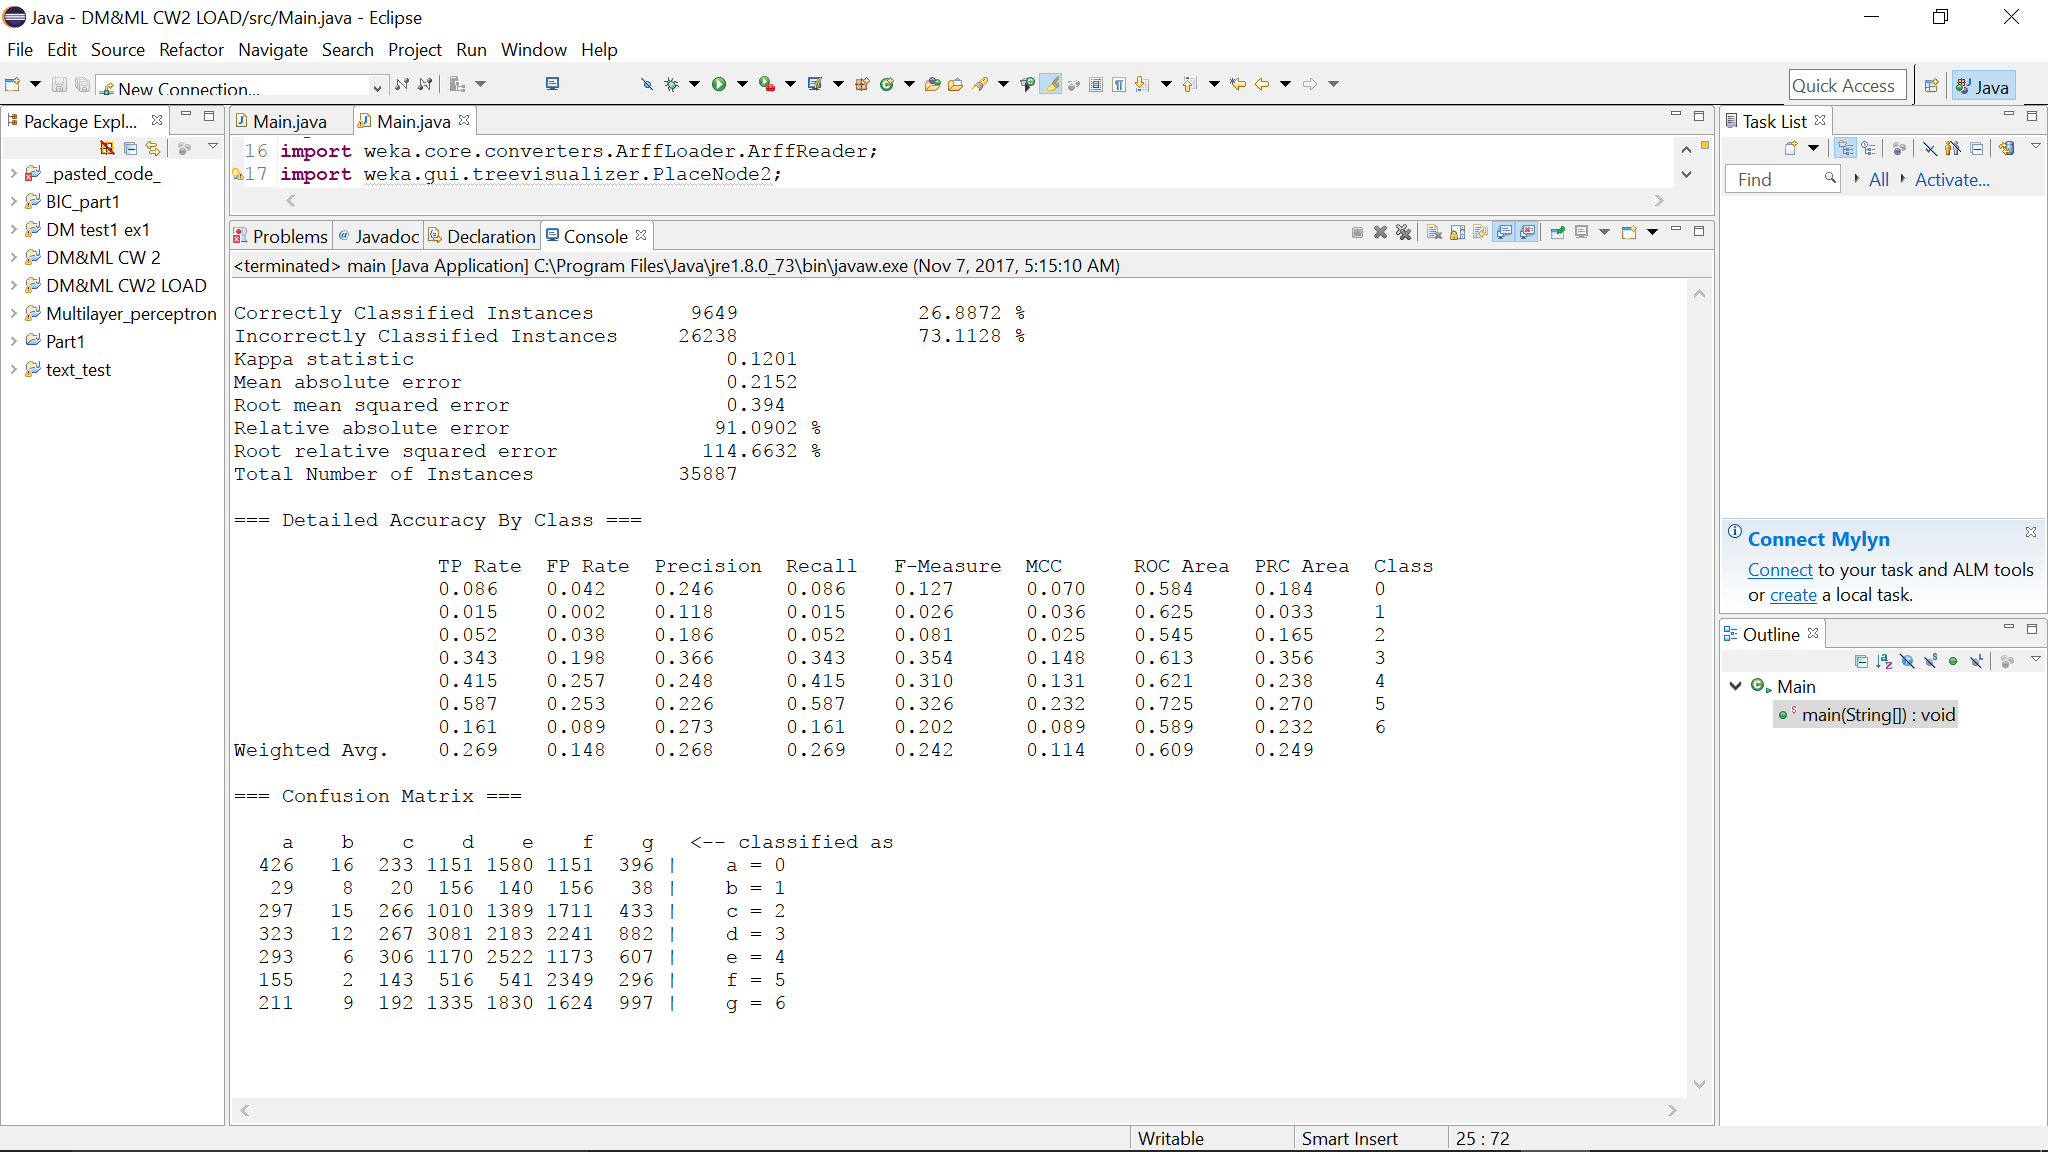 Java - DM&ML CW2 LOAD/src/Main.java - Eclipse
File Edit Source Refactor Navigate Search Project Run Window Help
New Connection...
Quick Access
Java
Package Expl...
_pasted_code_
BIC_part1
DM test1 ex1
DM&ML CW 2
DM&ML CW2 LOAD
Multilayer_perceptron
Part1
text_test
Main.java Main.java
16 import weka.core.converters.ArffLoader.ArffReader;
17 import weka.gui.treevisualizer.PlaceNode2;
Problems @ Javadoc Declaration Console
<terminated> main [Java Application] C:\Program Files\Java\jre1.8.0_73\bin\javaw.exe (Nov 7, 2017, 5:15:10 AM)
Correctly Classified Instances 9649 26.8872 %
Incorrectly Classified Instances 26238 73.1128 %
Kappa statistic 0.1201
Mean absolute error 0.2152
Root mean squared error 0.394
Relative absolute error 91.0902 %
Root relative squared error 114.6632 %
Total Number of Instances 35887
=== Detailed Accuracy By Class ===
TP Rate FP Rate Precision Recall F-Measure MCC ROC Area PRC Area Class
0.086 0.042 0.246 0.086 0.127 0.070 0.584 0.184 0
0.015 0.002 0.118 0.015 0.026 0.036 0.625 0.033 1
0.052 0.038 0.186 0.052 0.081 0.025 0.545 0.165 2
0.343 0.198 0.366 0.343 0.354 0.148 0.613 0.356 3
0.415 0.257 0.248 0.415 0.310 0.131 0.621 0.238 4
0.587 0.253 0.226 0.587 0.326 0.232 0.725 0.270 5
0.161 0.089 0.273 0.161 0.202 0.089 0.589 0.232 6
Weighted Avg. 0.269 0.148 0.268 0.269 0.242 0.114 0.609 0.249
=== Confusion Matrix ===
a b c d e f g <-- classified as
426 16 233 1151 1580 1151 396 | a = 0
29 8 20 156 140 156 38 | b = 1
297 15 266 1010 1389 1711 433 | c = 2
323 12 267 3081 2183 2241 882 | d = 3
293 6 306 1170 2522 1173 607 | e = 4
155 2 143 516 541 2349 296 | f = 5
211 9 192 1335 1830 1624 997 | g = 6
Task List
Find All Activate...
Connect Mylyn
Connect to your task and ALM tools
or create a local task.
Outline
Main
main(String[]) : void
Writable Smart Insert 25 : 72